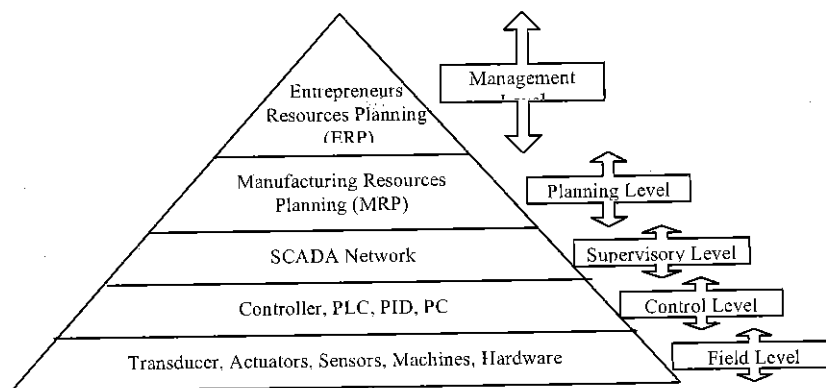 Entrepreneurs
Resources Planning
(ERP)
Management
Manufacturing Resources
Planning (MRP)
Planning Level
SCADA Network
Supervisory Level
Controller, PLC, PID, PC
Control Level
Transducer, Actuators, Sensors, Machines, Hardware
Field Level